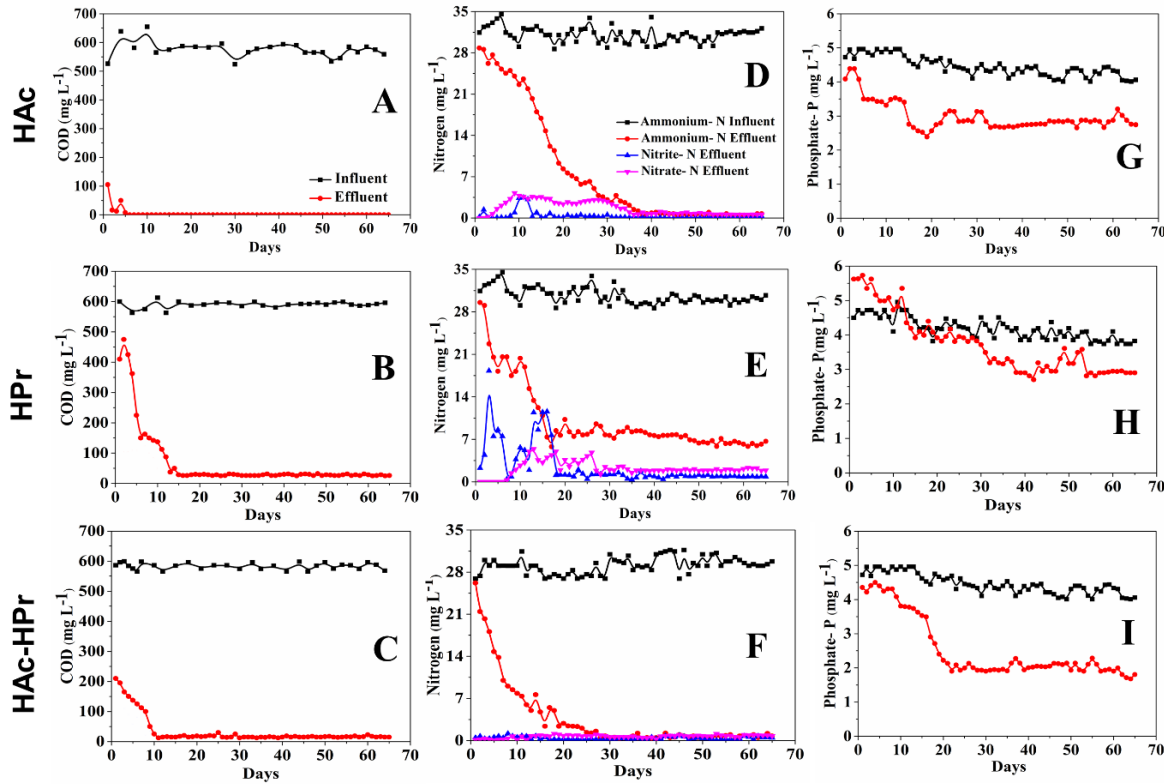 HAc
700
600
500
400
300
200
100
0
COD (mg L-1)
A
Influent
Effluent
0 10 20 30 40 50 60 70
Days
35
28
21
14
7
0
Nitrogen (mg L-1)
D
Ammonium- N Influent
Ammonium- N Effluent
Nitrite- N Effluent
Nitrate- N Effluent
0 10 20 30 40 50 60 70
Days
6
5
4
3
2
1
0
Phosphate- P (mg L-1)
G
0 10 20 30 40 50 60 70
Days
HPr
700
600
500
400
300
200
100
0
COD (mg L-1)
B
0 10 20 30 40 50 60 70
Days
35
28
21
14
7
0
Nitrogen (mg L-1)
E
0 10 20 30 40 50 60 70
Days
6
5
4
3
2
1
0
Phosphate- P(mg L-1)
H
0 10 20 30 40 50 60 70
Days
HAc-HPr
700
600
500
400
300
200
100
0
COD (mg L-1)
C
0 10 20 30 40 50 60 70
Days
35
28
21
14
7
0
Nitrogen (mg L-1)
F
0 10 20 30 40 50 60 70
Days
6
5
4
3
2
1
0
Phosphate- P (mg L-1)
I
0 10 20 30 40 50 60 70
Days